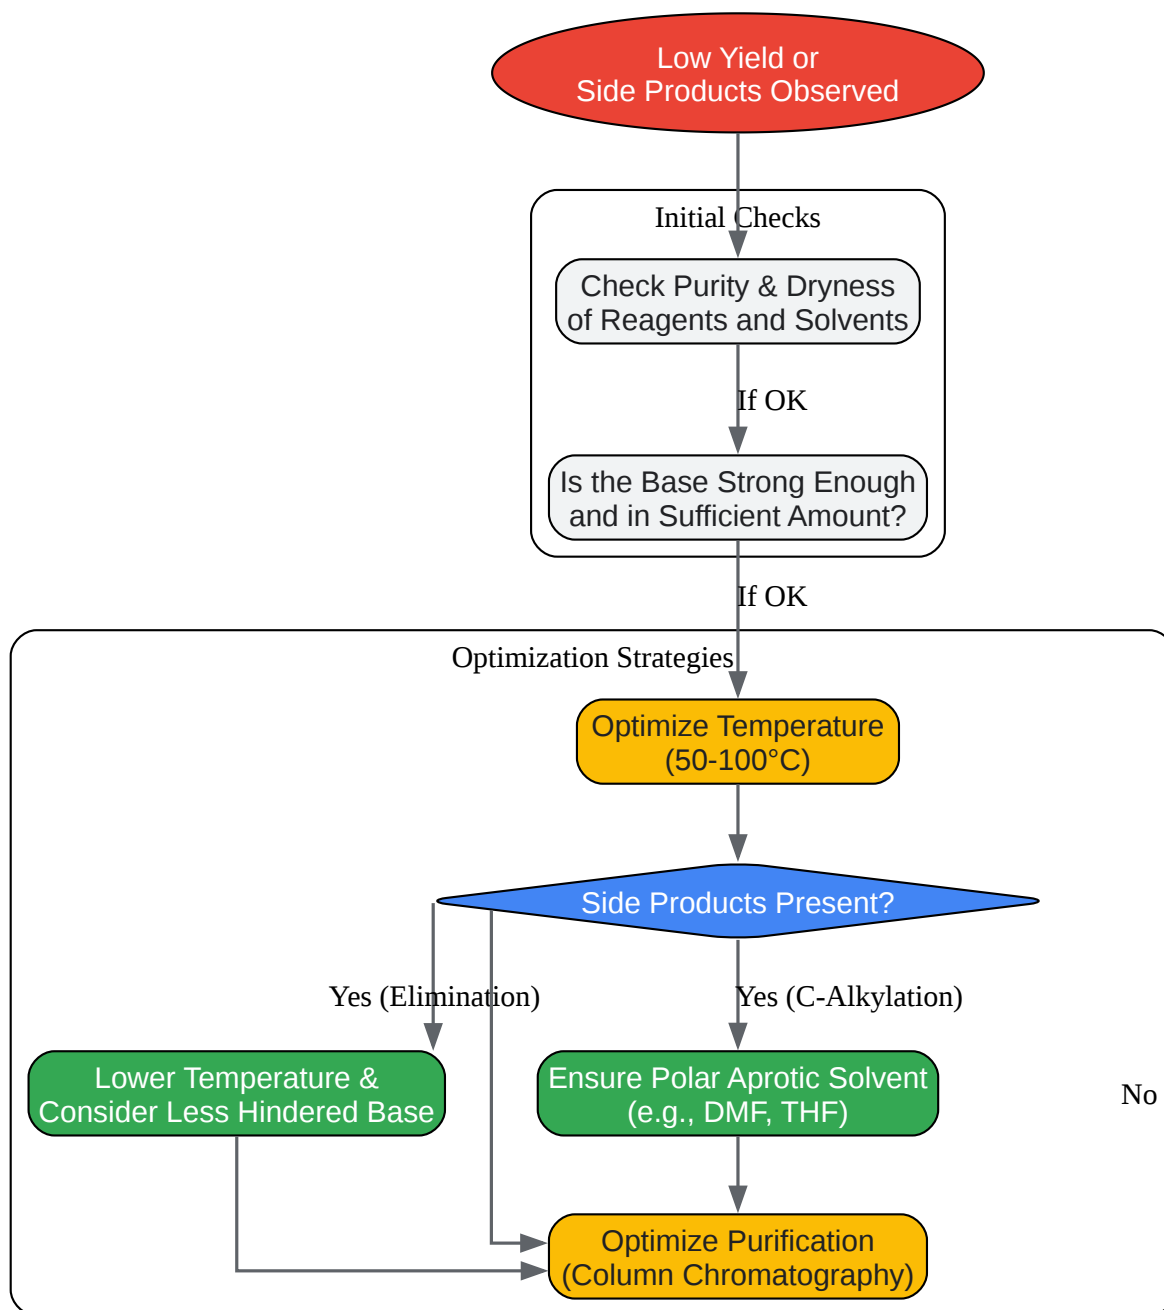 Low Yield or
Side Products Observed
Initial Checks
Check Purity & Dryness
of Reagents and Solvents
If OK
Is the Base Strong Enough
and in Sufficient Amount?
If OK
Optimization Strategies
Optimize Temperature
(50-100°C)
Side Products Present?
Yes (Elimination)
Yes (C-Alkylation)
Lower Temperature &
Consider Less Hindered Base
Ensure Polar Aprotic Solvent
(e.g., DMF, THF)
No
Optimize Purification
(Column Chromatography)